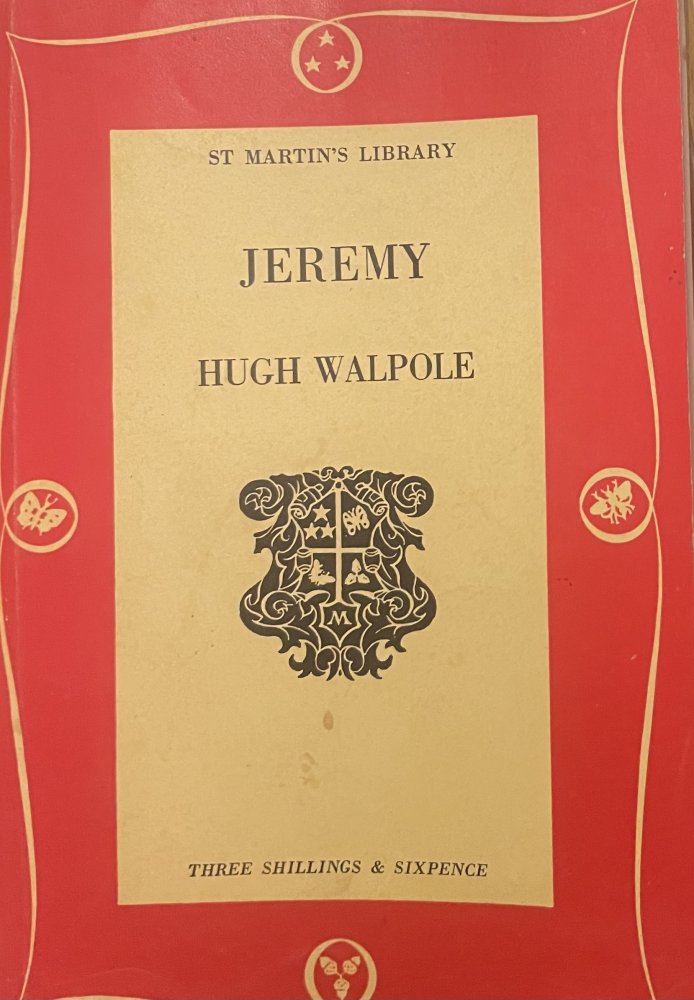 ST MARTIN'S LIBRARY
JEREMY
HUGH WALPOLE
M
THREE SHILLINGS & SIXPENCE